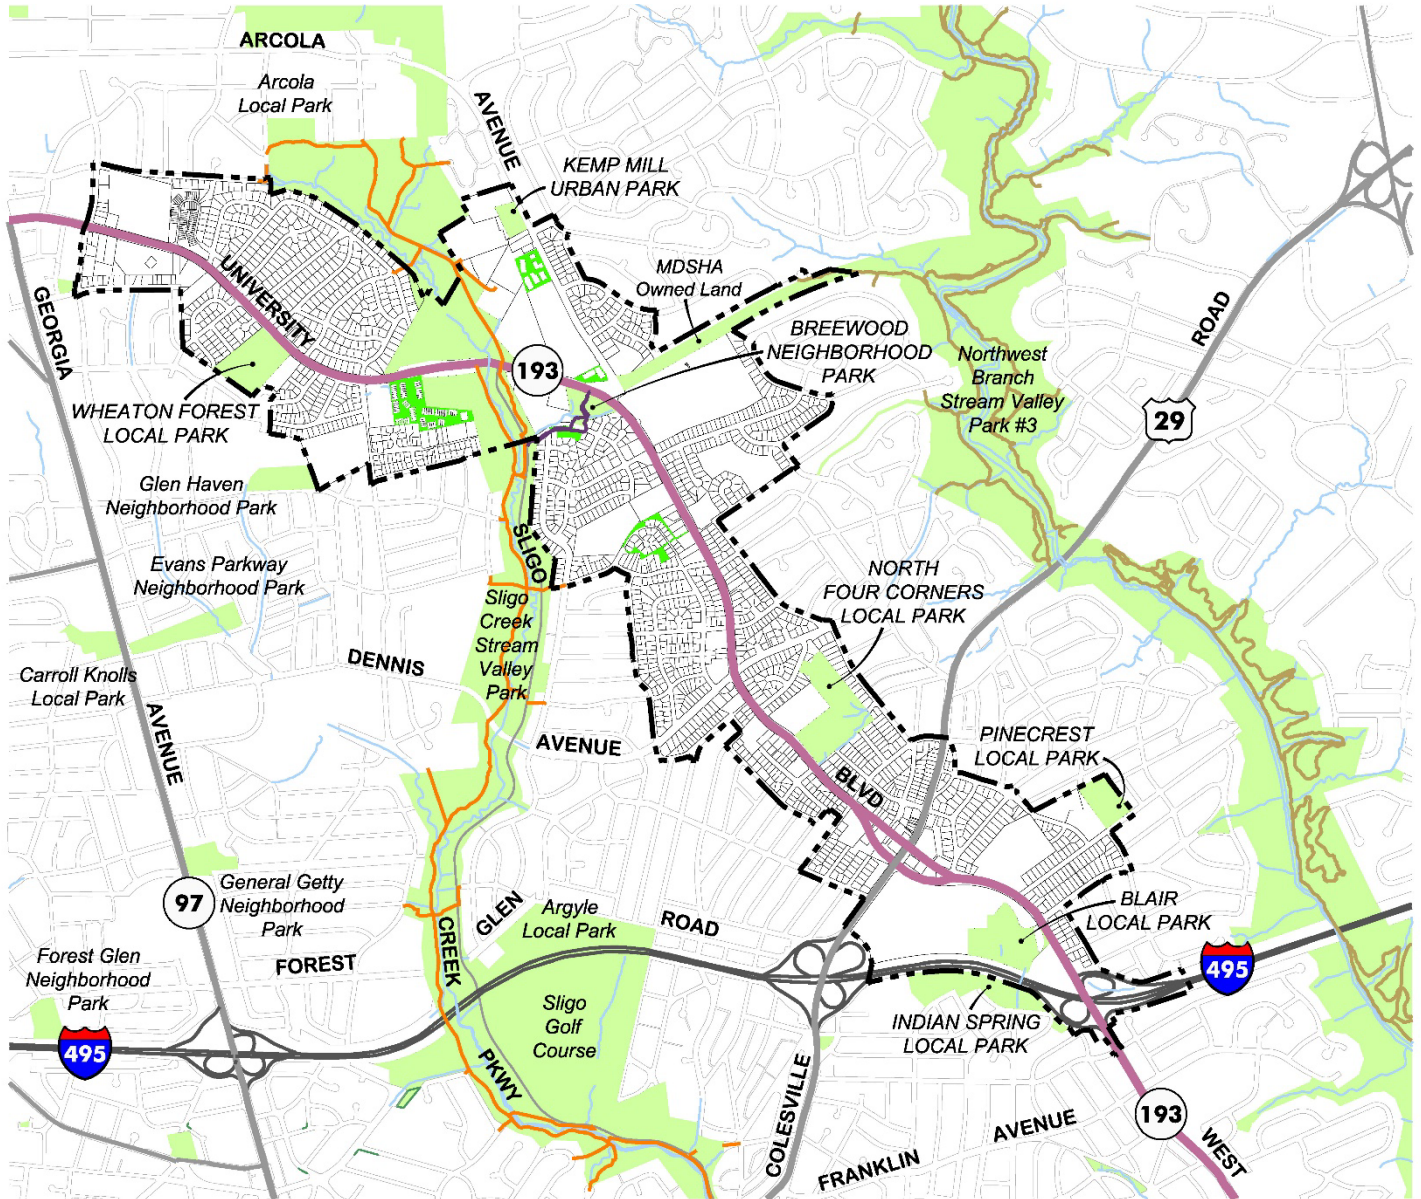 ARCOLA
Arcola
Local Park
AVENUE
KEMP MILL
URBAN PARK
MDSHA
Owned Land
UNIVERSITY
GEORGIA
ROAD
BREEWOOD
NEIGHBORHOOD
PARK
Northwest
Branch
Stream Valley
Park #3
193
29
WHEATON FOREST
LOCAL PARK
Glen Haven
Neighborhood Park
Evans Parkway
Neighborhood Park
SLIGO
Sligo
Creek
Stream
Valley
Park
NORTH
FOUR CORNERS
LOCAL PARK
DENNIS
Carroll Knolls
Local Park
AVENUE
AVENUE
PINECREST
LOCAL PARK
BLVD
97
General Getty
Neighborhood
Park
GLEN
Argyle
Local Park
ROAD
BLAIR
LOCAL PARK
CREEK
FOREST
Forest Glen
Neighborhood
Park
495
Sligo
Golf
Course
INDIAN SPRING
LOCAL PARK
495
PKWY
COLESVILLE
193
AVENUE
WEST
FRANKLIN